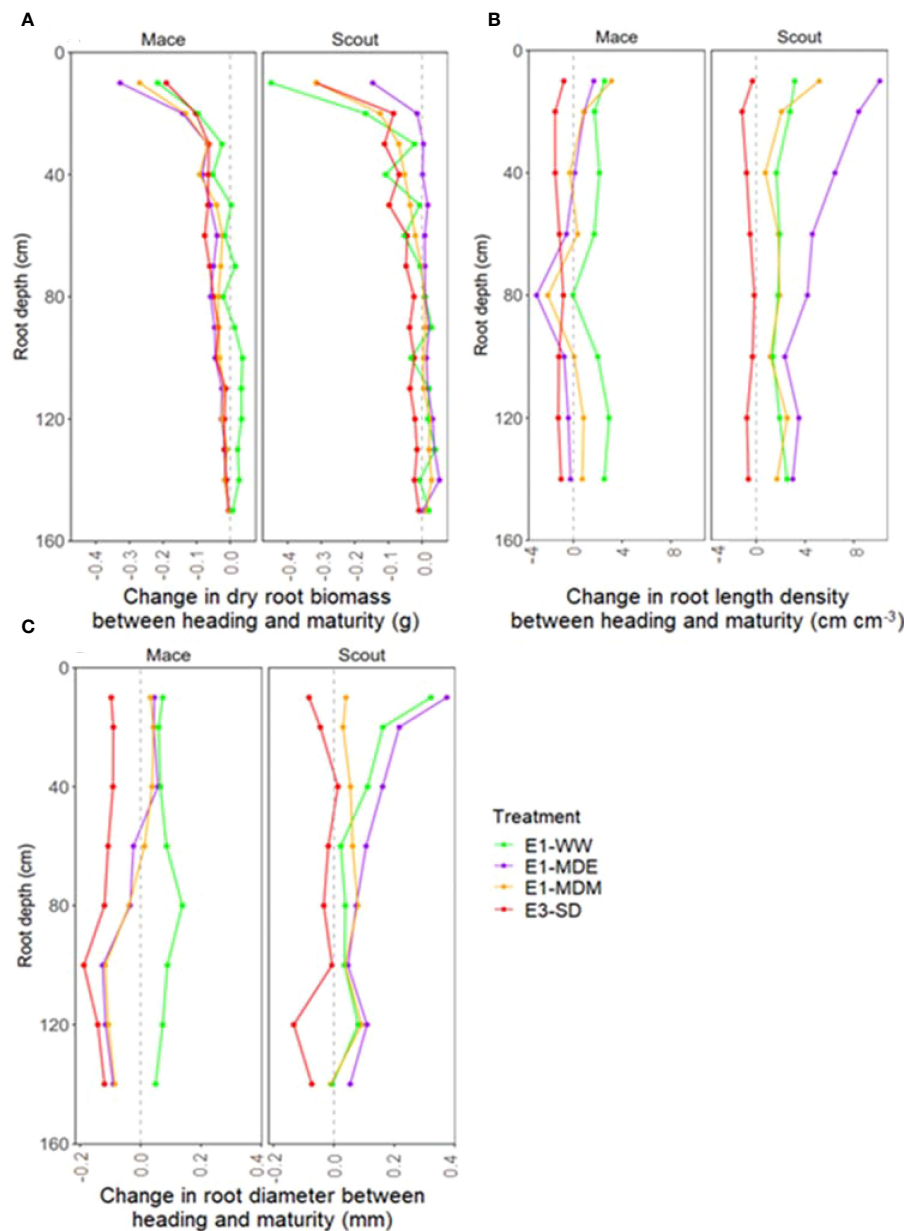 A
Mace Scout
0
40
80
120
160
Root depth (cm)
-0.4 -0.3 -0.2 -0.1 0.0 -0.4 -0.3 -0.2 -0.1 0.0
Change in dry root biomass
between heading and maturity (g)
B
Mace Scout
0
40
80
120
160
Root depth (cm)
-4 0 4 8 -4 0 4 8
Change in root length density
between heading and maturity (cm cm-3)
C
Mace Scout
0
40
80
120
160
Root depth (cm)
-0.2 0.0 0.2 0.4 -0.2 0.0 0.2 0.4
Change in root diameter between
heading and maturity (mm)
Treatment
E1-WW
E1-MDE
E1-MDM
E3-SD